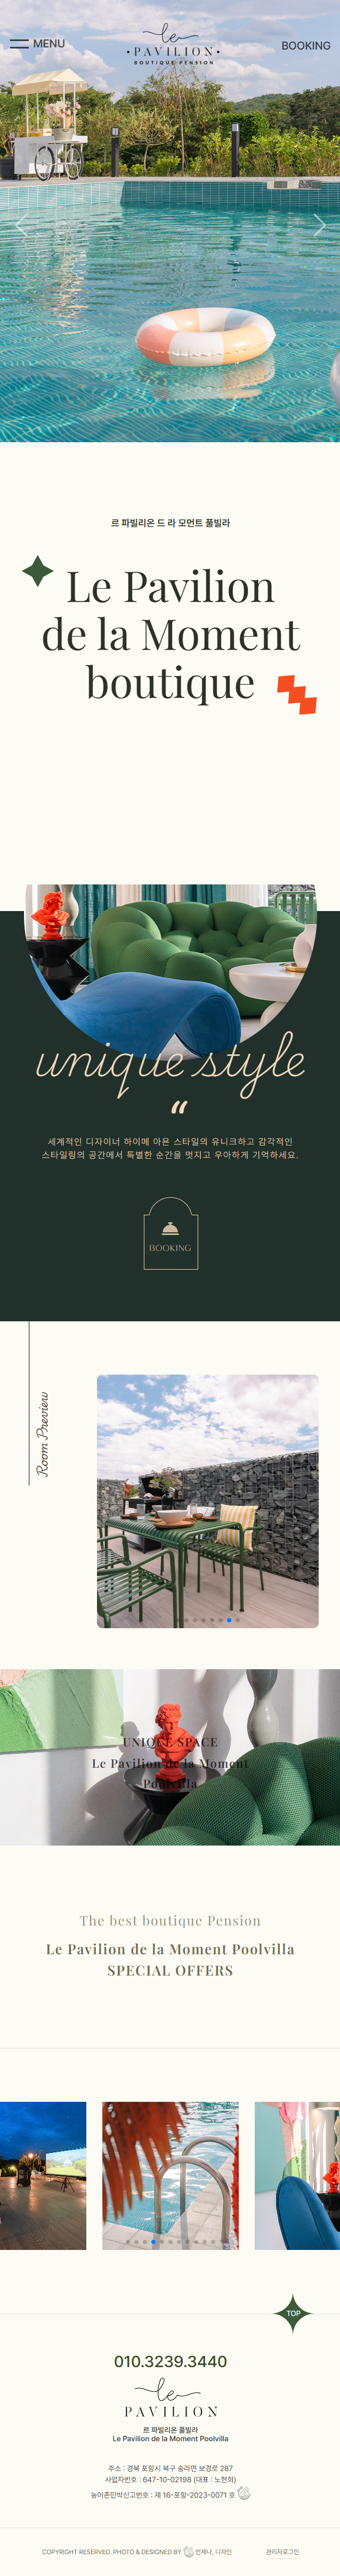 MENU
le
PAVILION
BOUTIQUE PENSION
BOOKING
르 파빌리온 드 라 모먼트 풀빌라
Le Pavilion
de la Moment
boutique
unique style
“
세계적인 디자이너 하이메 아욘 스타일의 유니크하고 감각적인
스타일링의 공간에서 특별한 순간을 멋지고 우아하게 기억하세요.
BOOKING
Room Preview
UNIQUE SPACE
Le Pavilion de la Moment
Poolvilla
The best boutique Pension
Le Pavilion de la Moment Poolvilla
SPECIAL OFFERS
TOP
010.3239.3440
le
PAVILION
르 파빌리온 풀빌라
Le Pavilion de la Moment Poolvilla
주소 : 경북 포항시 북구 송라면 보경로 287
사업자번호 : 647-10-02198 (대표 : 노현희)
농어촌민박신고번호 : 제 16-포항-2023-0071 호
COPYRIGHT RESERVED. PHOTO & DESIGNED BY 언제나, 디자인
관리자로그인